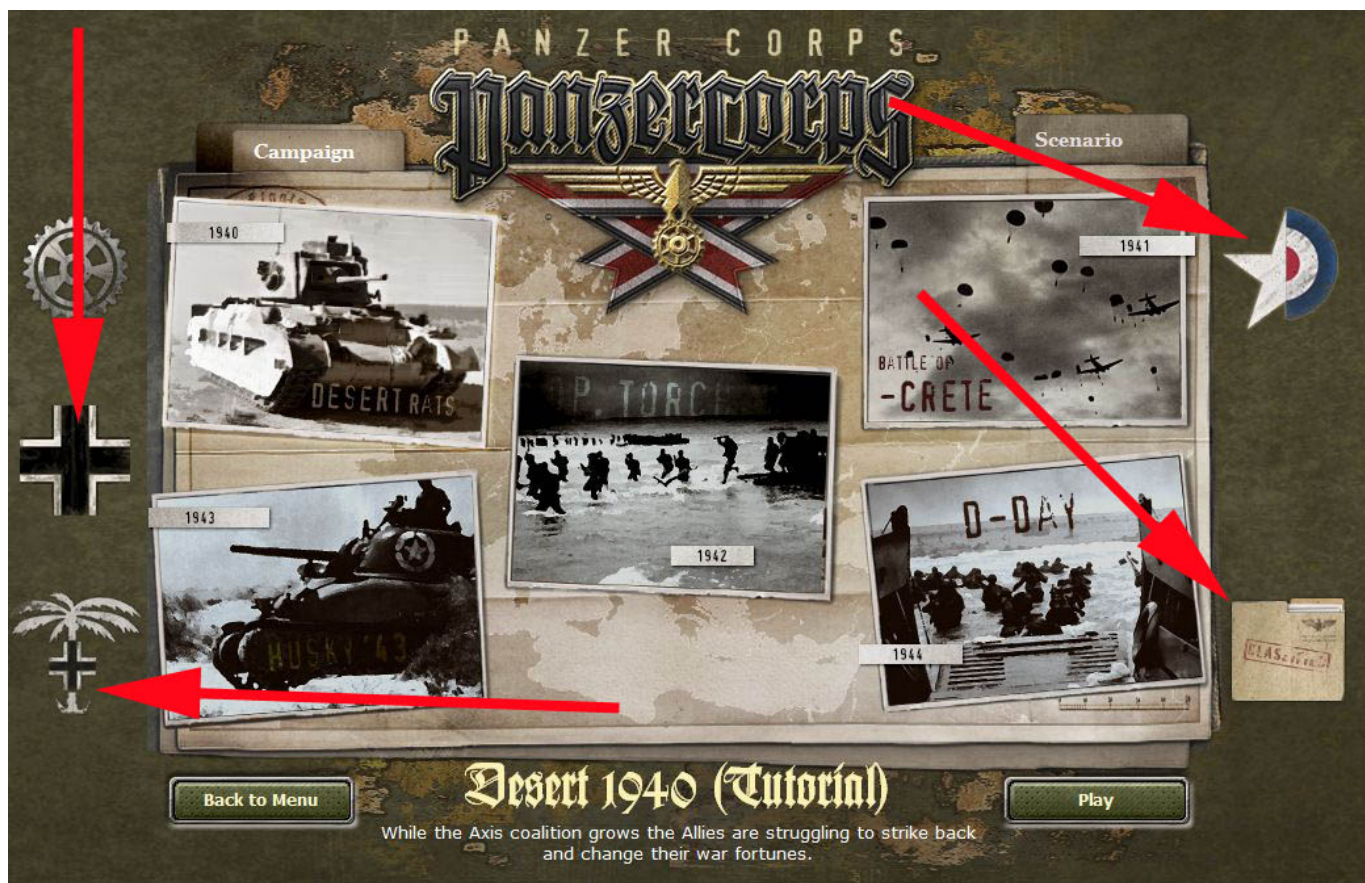 PANZER CORPS
panzercorps
Campaign
Scenario
1940
DESERT RATS
1941
BATTLE OF
-CRETE
P. TORC
1942
1943
HUSKY '43
D-DAY
1944
Back to Menu
Desert 1940 (Tutorial)
Play
While the Axis coalition grows the Allies are struggling to strike back
and change their war fortunes.